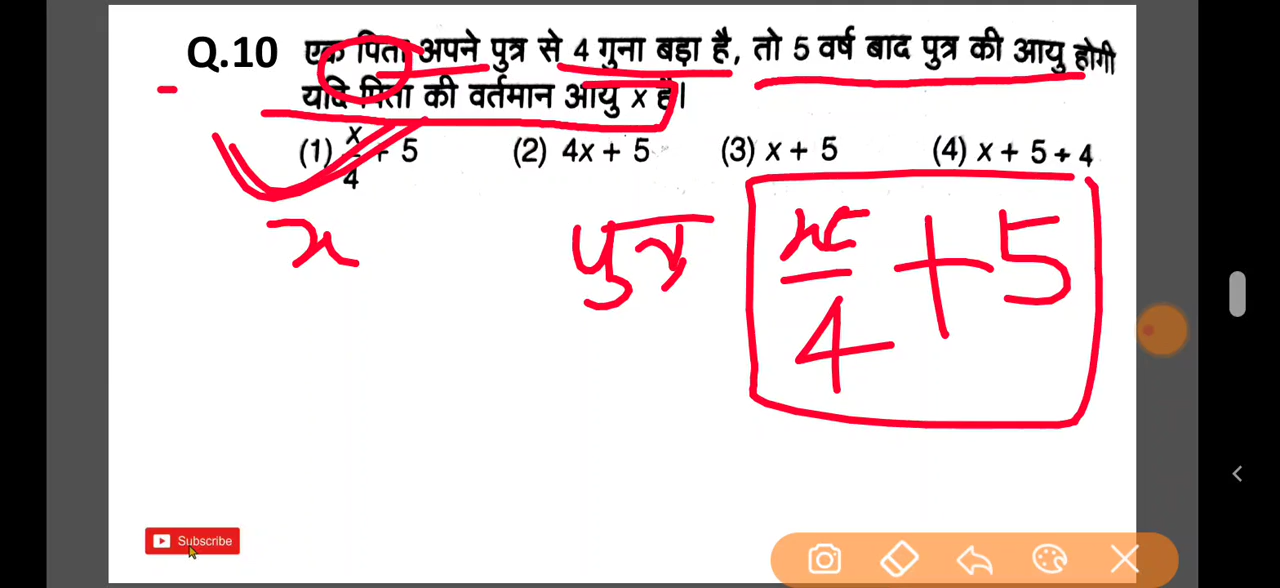 Q.10 एक पिता अपने पुत्र से 4 गुना बड़ा है, तो 5 वर्ष बाद पुत्र की आयु होगी
यदि पिता की वर्तमान आयु x है।
(1) x/4 + 5 (2) 4x + 5 (3) x + 5 (4) x + 5 ÷ 4
x पुत्र x/4 + 5
Subscribe